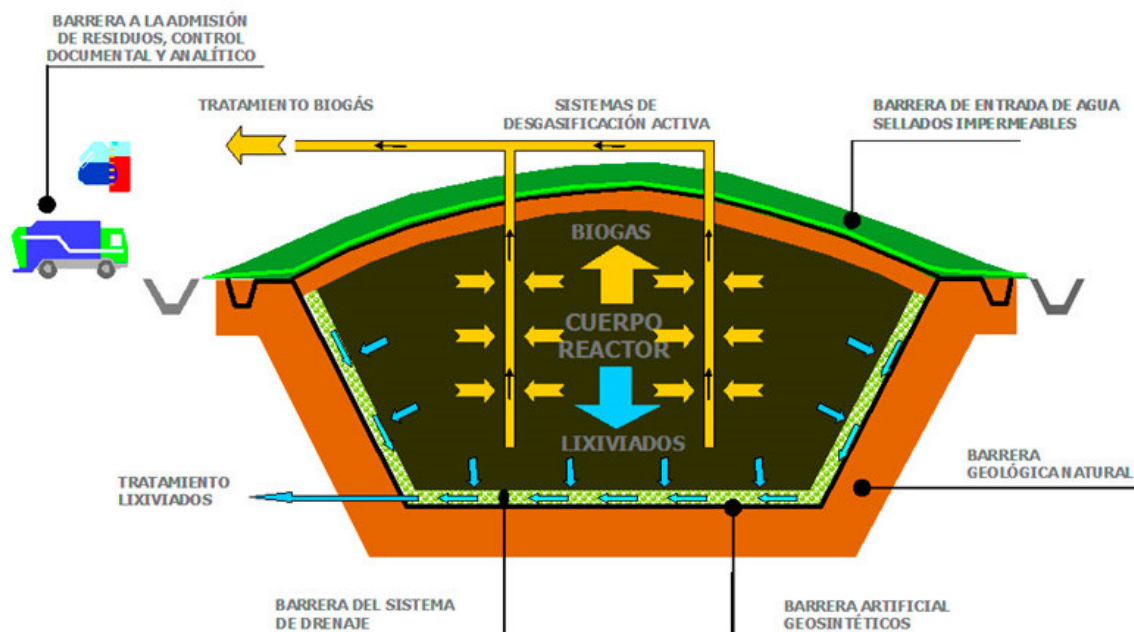 BARRERA A LA ADMISIÓN
DE RESIDUOS, CONTROL
DOCUMENTAL Y ANALÍTICO
TRATAMIENTO BIOGÁS
SISTEMAS DE
DESGASIFICACIÓN ACTIVA
BARRERA DE ENTRADA DE AGUA
SELLADOS IMPERMEABLES
BIOGAS
CUERPO
REACTOR
LIXIVIADOS
TRATAMIENTO
LIXIVIADOS
BARRERA
GEOLÓGICA NATURAL
BARRERA DEL SISTEMA
DE DRENAJE
BARRERA ARTIFICIAL
GEOSINTÉTICOS